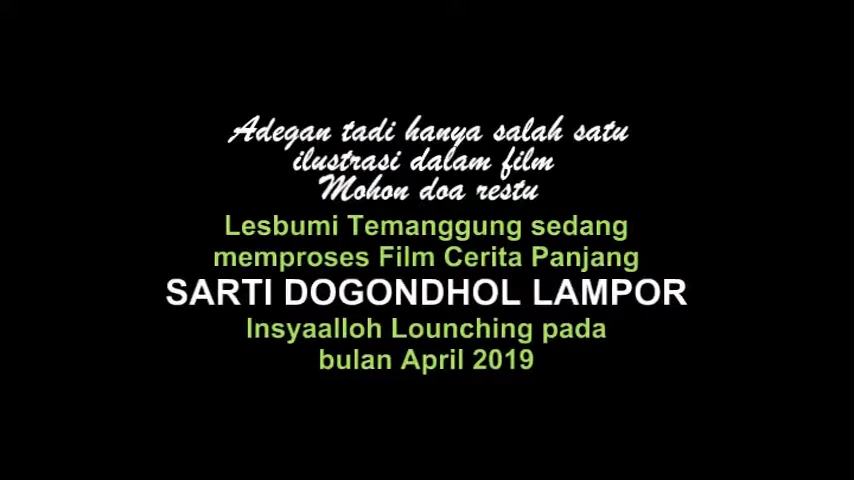 Adegan tadi hanya salah satu
ilustrasi dalam film
Mohon doa restu
Lesbumi Temanggung sedang
memproses Film Cerita Panjang
SARTI DOGONDHOL LAMPOR
Insyaalloh Lounching pada
bulan April 2019